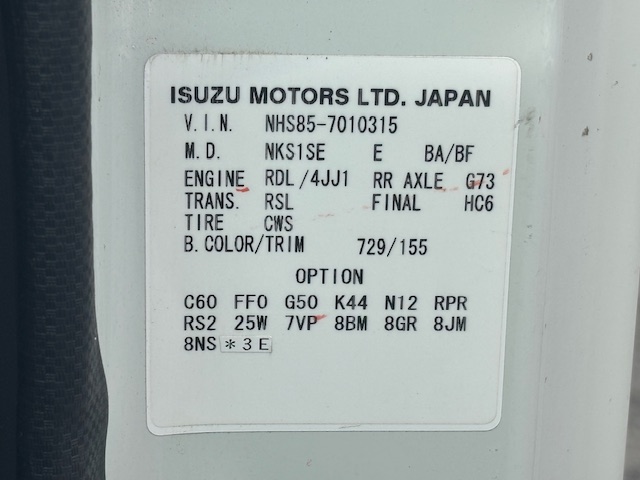 ISUZU MOTORS LTD. JAPAN
V.I.N. NHS85-7010315
M.D. NKS1SE E BA/BF
ENGINE RDL/4JJ1 RR AXLE G73
TRANS. RSL FINAL HC6
TIRE CWS
B.COLOR/TRIM 729/155
OPTION
C60 FF0 G50 K44 N12 RPR
RS2 25W 7VP 8BM 8GR 8JM
8NS *3E